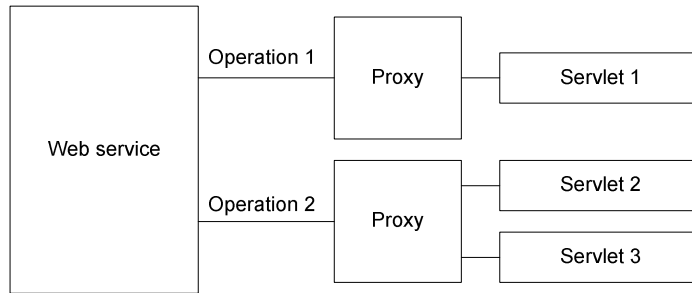 Web service
Operation 1
Proxy
Servlet 1
Operation 2
Proxy
Servlet 2
Servlet 3